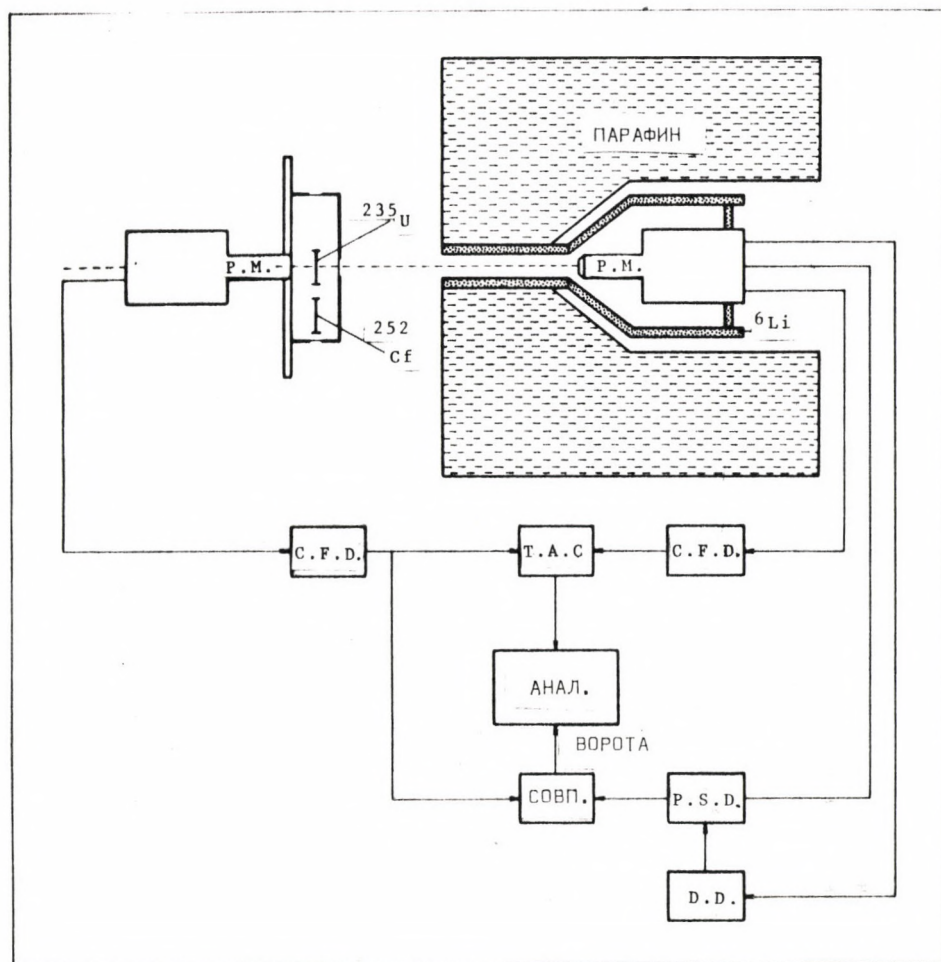 ПАРАФИН
235
U
P.M.
P.M.
252
Cf
6Li
C.F.D.
T.A.C
C.F.D.
АНАЛ.
ВОРОТА
СОВП.
P.S.D.
D.D.